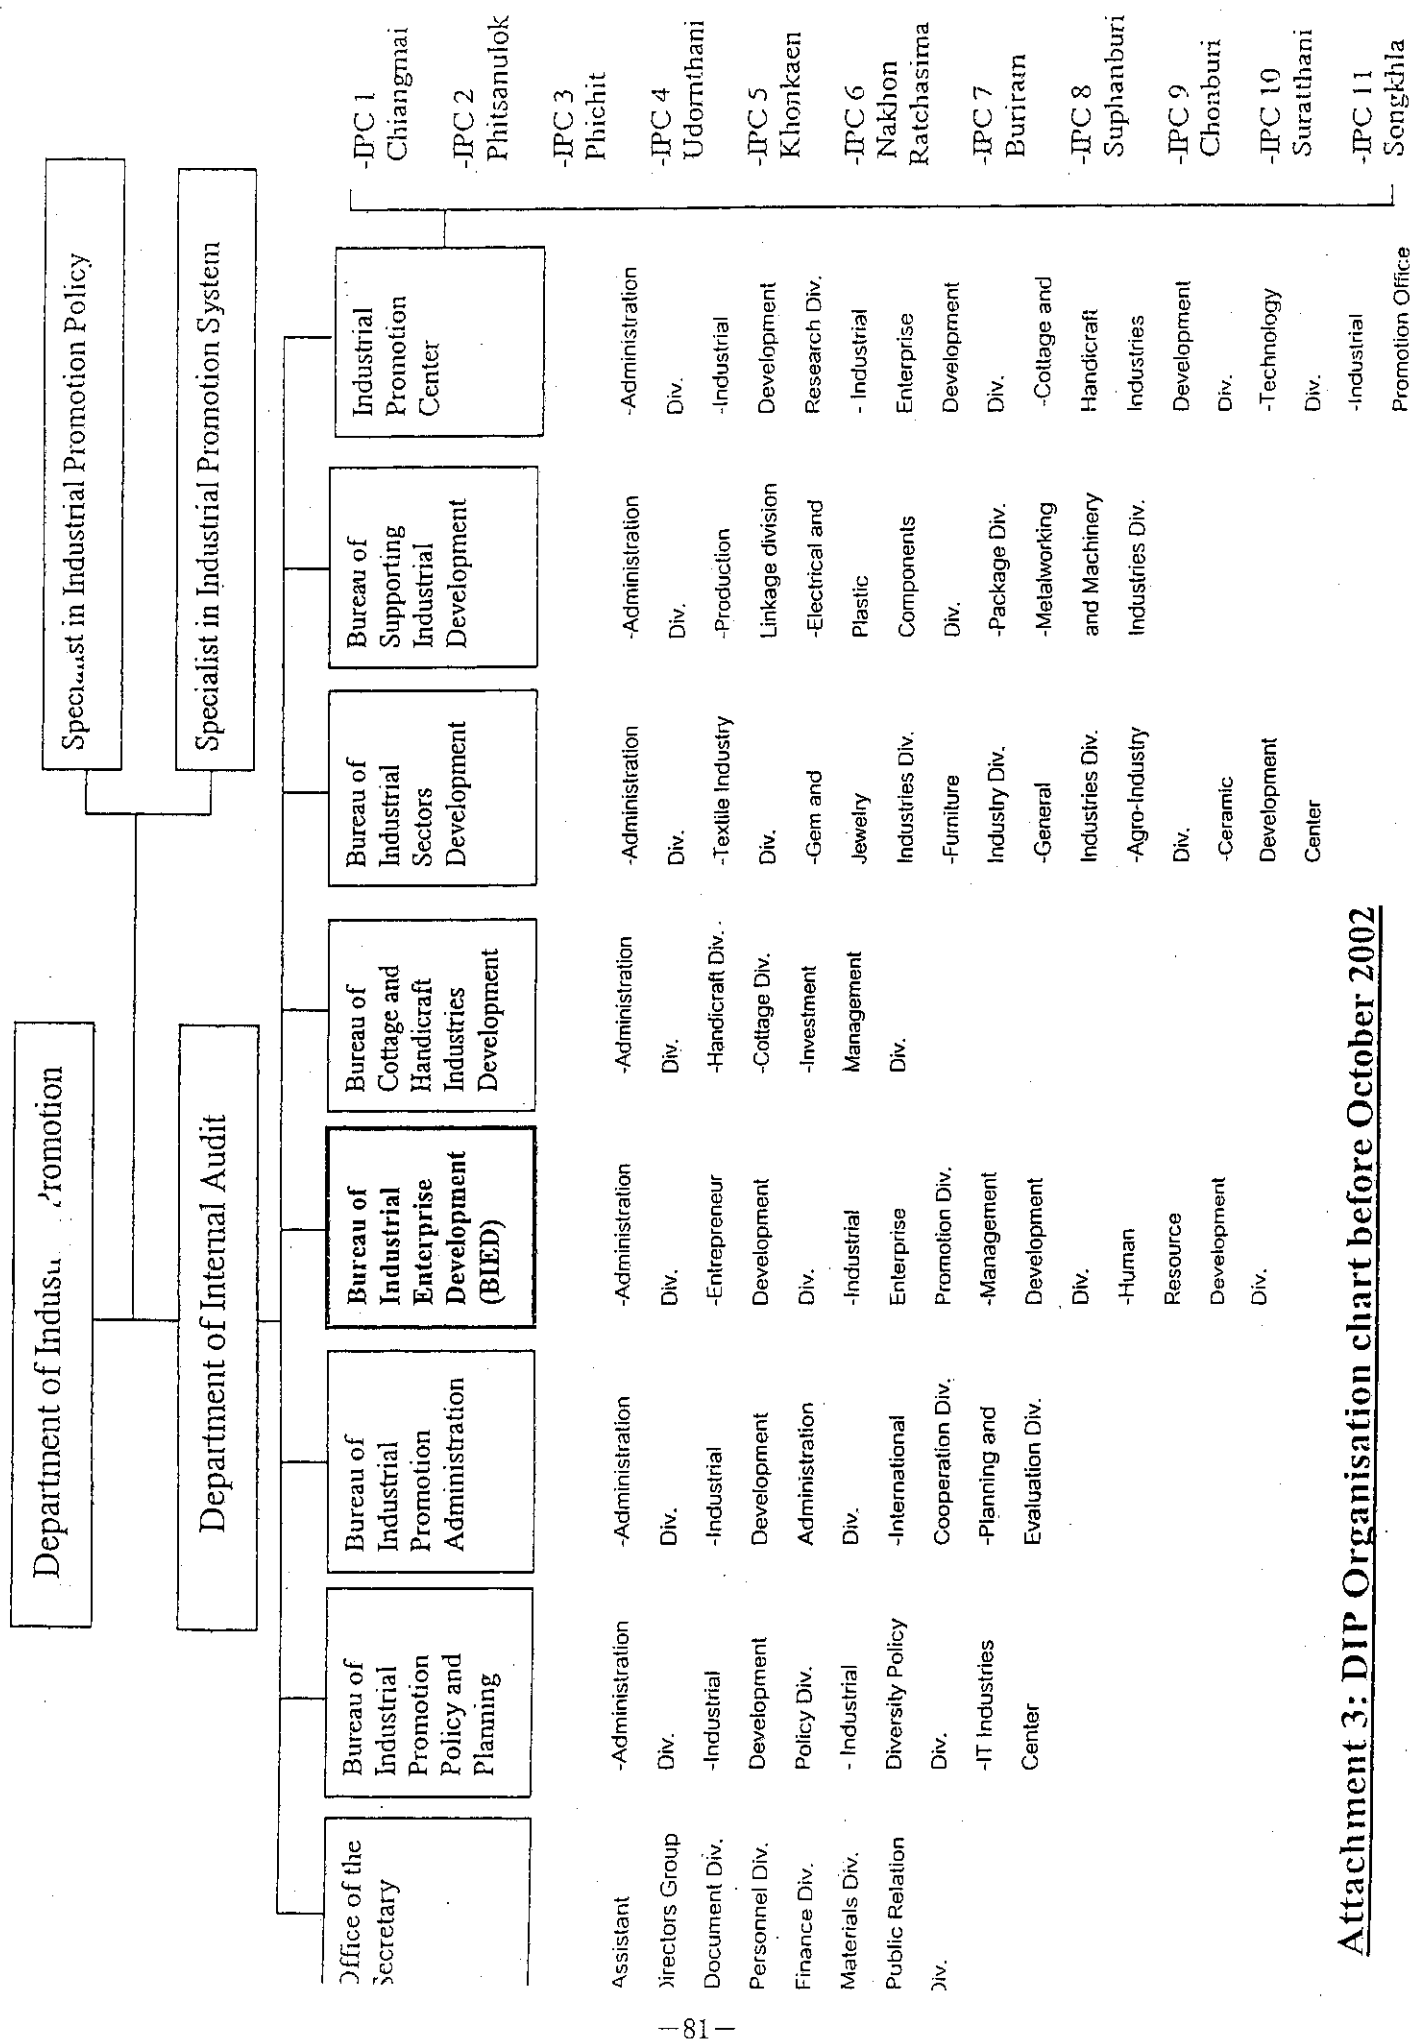 Department of Indust
romotion
Specialist in Industrial Promotion Policy
Department of Internal Audit
Specialist in Industrial Promotion System
Office of the
Secretary
Bureau of
Industrial
Promotion
Policy and
Planning
Bureau of
Industrial
Promotion
Administration
Bureau of
Industrial
Enterprise
Development
(BIED)
Bureau of
Cottage and
Handicraft
Industries
Development
Bureau of
Industrial
Sectors
Development
Bureau of
Supporting
Industrial
Development
Industrial
Promotion
Center
Assistant
Directors Group
Document Div.
Personnel Div.
Finance Div.
Materials Div.
Public Relation
Div.
-Administration
Div.
-Industrial
Development
Policy Div.
- Industrial
Diversity Policy
Div.
-IT Industries
Center
-Administration
Div.
-Industrial
Development
Administration
Div.
-International
Cooperation Div.
-Planning and
Evaluation Div.
-Administration
Div.
-Entrepreneur
Development
Div.
-Industrial
Enterprise
Promotion Div.
-Management
Development
Div.
-Human
Resource
Development
Div.
-Administration
Div.
-Handicraft Div.
-Cottage Div.
-Investment
Management
Div.
-Administration
Div.
-Textile Industry
Div.
-Gem and
Jewelry
Industries Div.
-Furniture
Industry Div.
-General
Industries Div.
-Agro-Industry
Div.
-Ceramic
Development
Center
-Administration
Div.
-Production
Linkage division
-Electrical and
Plastic
Components
Div.
-Package Div.
-Metalworking
and Machinery
Industries Div.
-Administration
Div.
-Industrial
Development
Research Div.
- Industrial
Enterprise
Development
Div.
-Cottage and
Handicraft
Industries
Development
Div.
-Technology
Div.
-Industrial
Promotion Office
-IPC 1
Chiangmai
-IPC 2
Phitsanulok
-IPC 3
Phichit
-IPC 4
Udornthani
-IPC 5
Khonkaen
-IPC 6
Nakhon
Ratchasima
-IPC 7
Buriram
-IPC 8
Suphanburi
-IPC 9
Chonburi
-IPC 10
Suratthani
-IPC 11
Songkhla
Attachment 3: DIP Organisation chart before October 2002
—81—